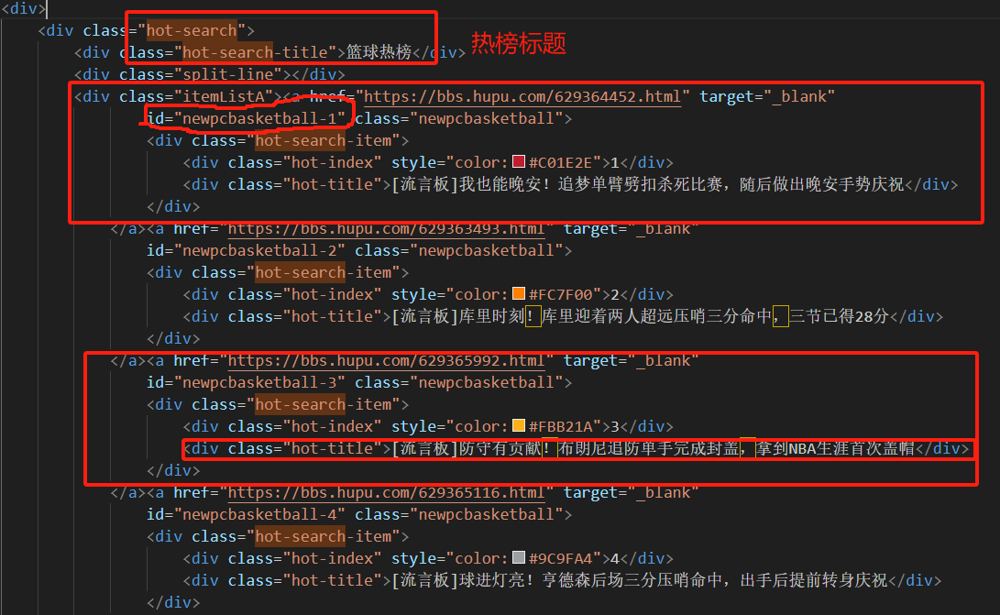 <div>
<div class="hot-search">
<div class="hot-search-title">篮球热榜</div>
热榜标题
<div class="split-line"></div>
<div class="itemListA"><a href="https://bbs.hupu.com/629364452.html" target="_blank"
id="newpcbasketball-1" class="newpcbasketball">
<div class="hot-search-item">
<div class="hot-index" style="color:#C01E2E">1</div>
<div class="hot-title">[流言板]我也能晚安！追梦单臂劈扣杀死比赛，随后做出晚安手势庆祝</div>
</div>
</a><a href="https://bbs.hupu.com/629363493.html" target="_blank"
id="newpcbasketball-2" class="newpcbasketball">
<div class="hot-search-item">
<div class="hot-index" style="color:#FC7F00">2</div>
<div class="hot-title">[流言板]库里时刻！库里迎着两人超远压哨三分命中，三节已得28分</div>
</div>
</a><a href="https://bbs.hupu.com/629365992.html" target="_blank"
id="newpcbasketball-3" class="newpcbasketball">
<div class="hot-search-item">
<div class="hot-index" style="color:#FBB21A">3</div>
<div class="hot-title">[流言板]防守有贡献！布朗尼追防单手完成封盖，拿到NBA生涯首次盖帽</div>
</div>
</a><a href="https://bbs.hupu.com/629365116.html" target="_blank"
id="newpcbasketball-4" class="newpcbasketball">
<div class="hot-search-item">
<div class="hot-index" style="color:#9C9FA4">4</div>
<div class="hot-title">[流言板]球进灯亮！亨德森后场三分压哨命中，出手后提前转身庆祝</div>
</div>